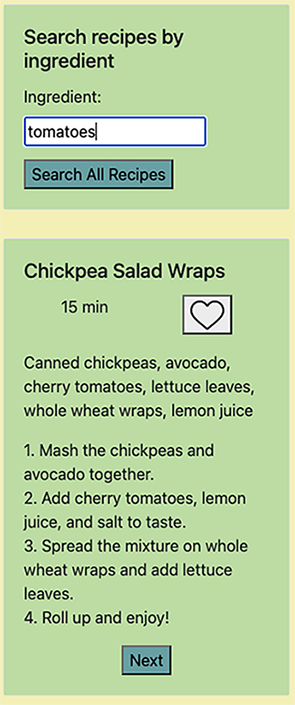 Search recipes by
ingredient
Ingredient:
tomatoes
Search All Recipes
Chickpea Salad Wraps
15 min
Canned chickpeas, avocado,
cherry tomatoes, lettuce leaves,
whole wheat wraps, lemon juice
1. Mash the chickpeas and
avocado together.
2. Add cherry tomatoes, lemon
juice, and salt to taste.
3. Spread the mixture on whole
wheat wraps and add lettuce
leaves.
4. Roll up and enjoy!
Next